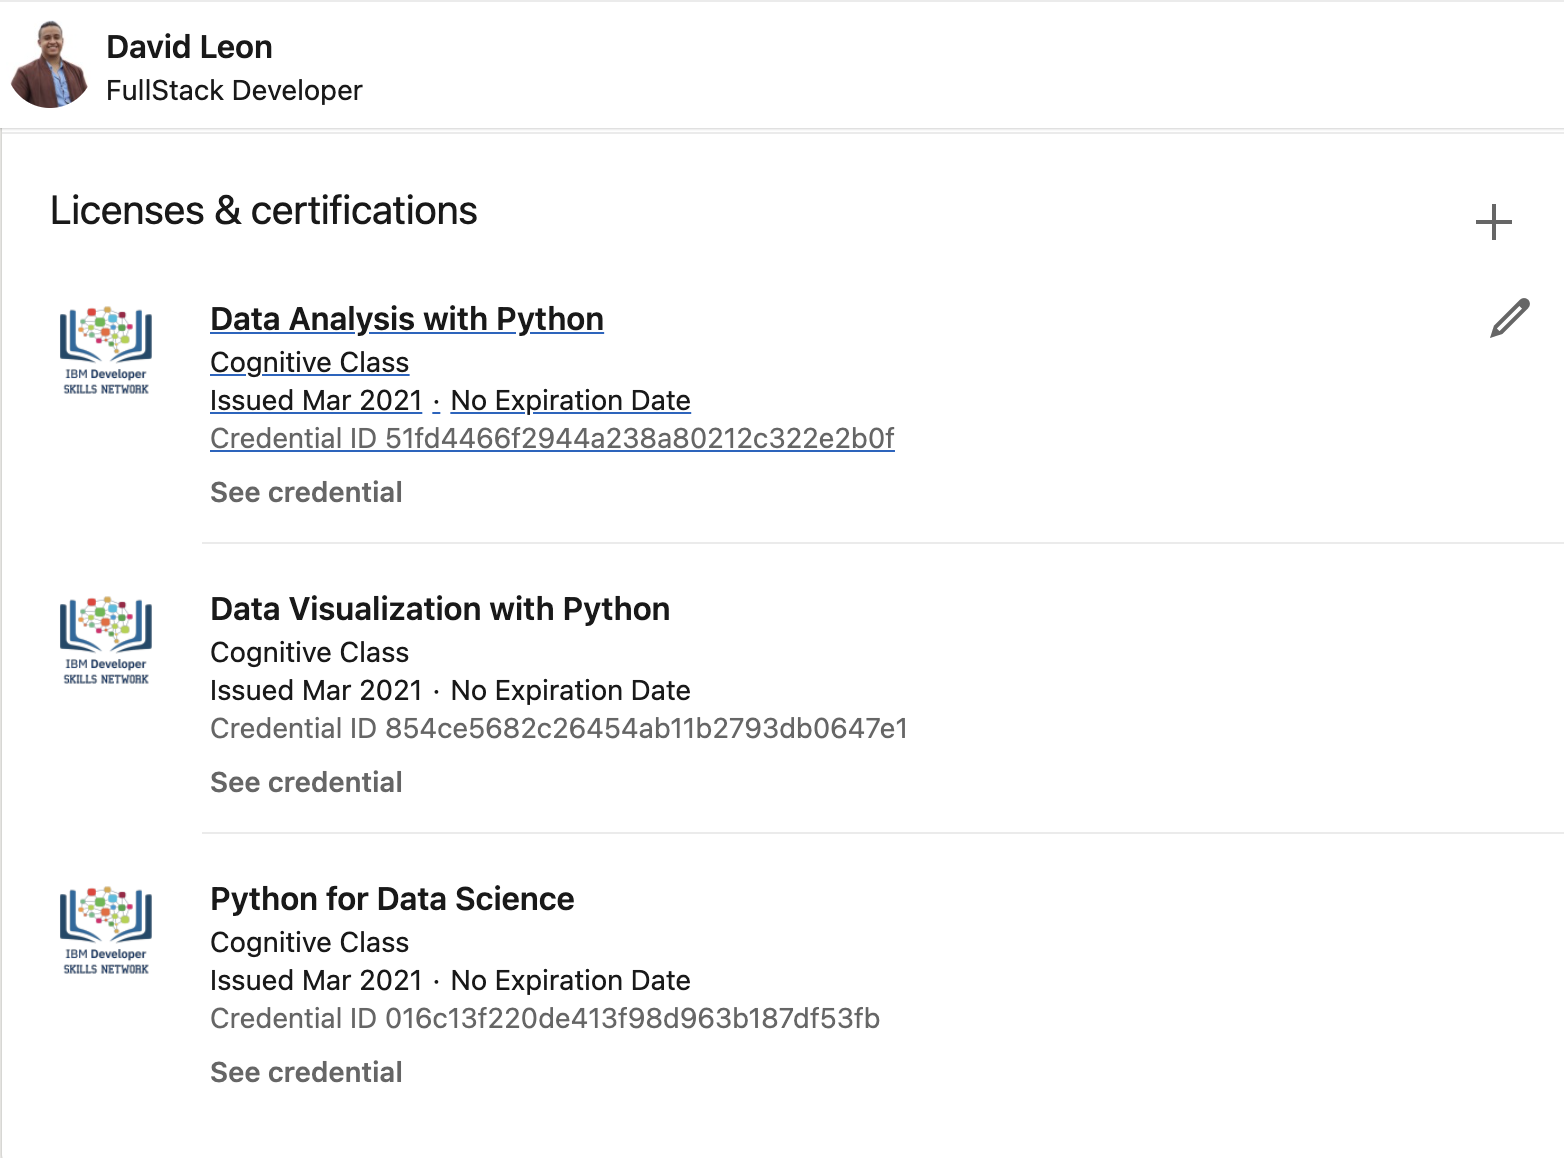 David Leon
FullStack Developer
Licenses & certifications
Data Analysis with Python
Cognitive Class
Issued Mar 2021 · No Expiration Date
Credential ID 51fd4466f2944a238a80212c322e2b0f
See credential
IBM Developer
SKILLS NETWORK
Data Visualization with Python
Cognitive Class
Issued Mar 2021 · No Expiration Date
Credential ID 854ce5682c26454ab11b2793db0647e1
See credential
IBM Developer
SKILLS NETWORK
Python for Data Science
Cognitive Class
Issued Mar 2021 · No Expiration Date
Credential ID 016c13f220de413f98d963b187df53fb
See credential
IBM Developer
SKILLS NETWORK